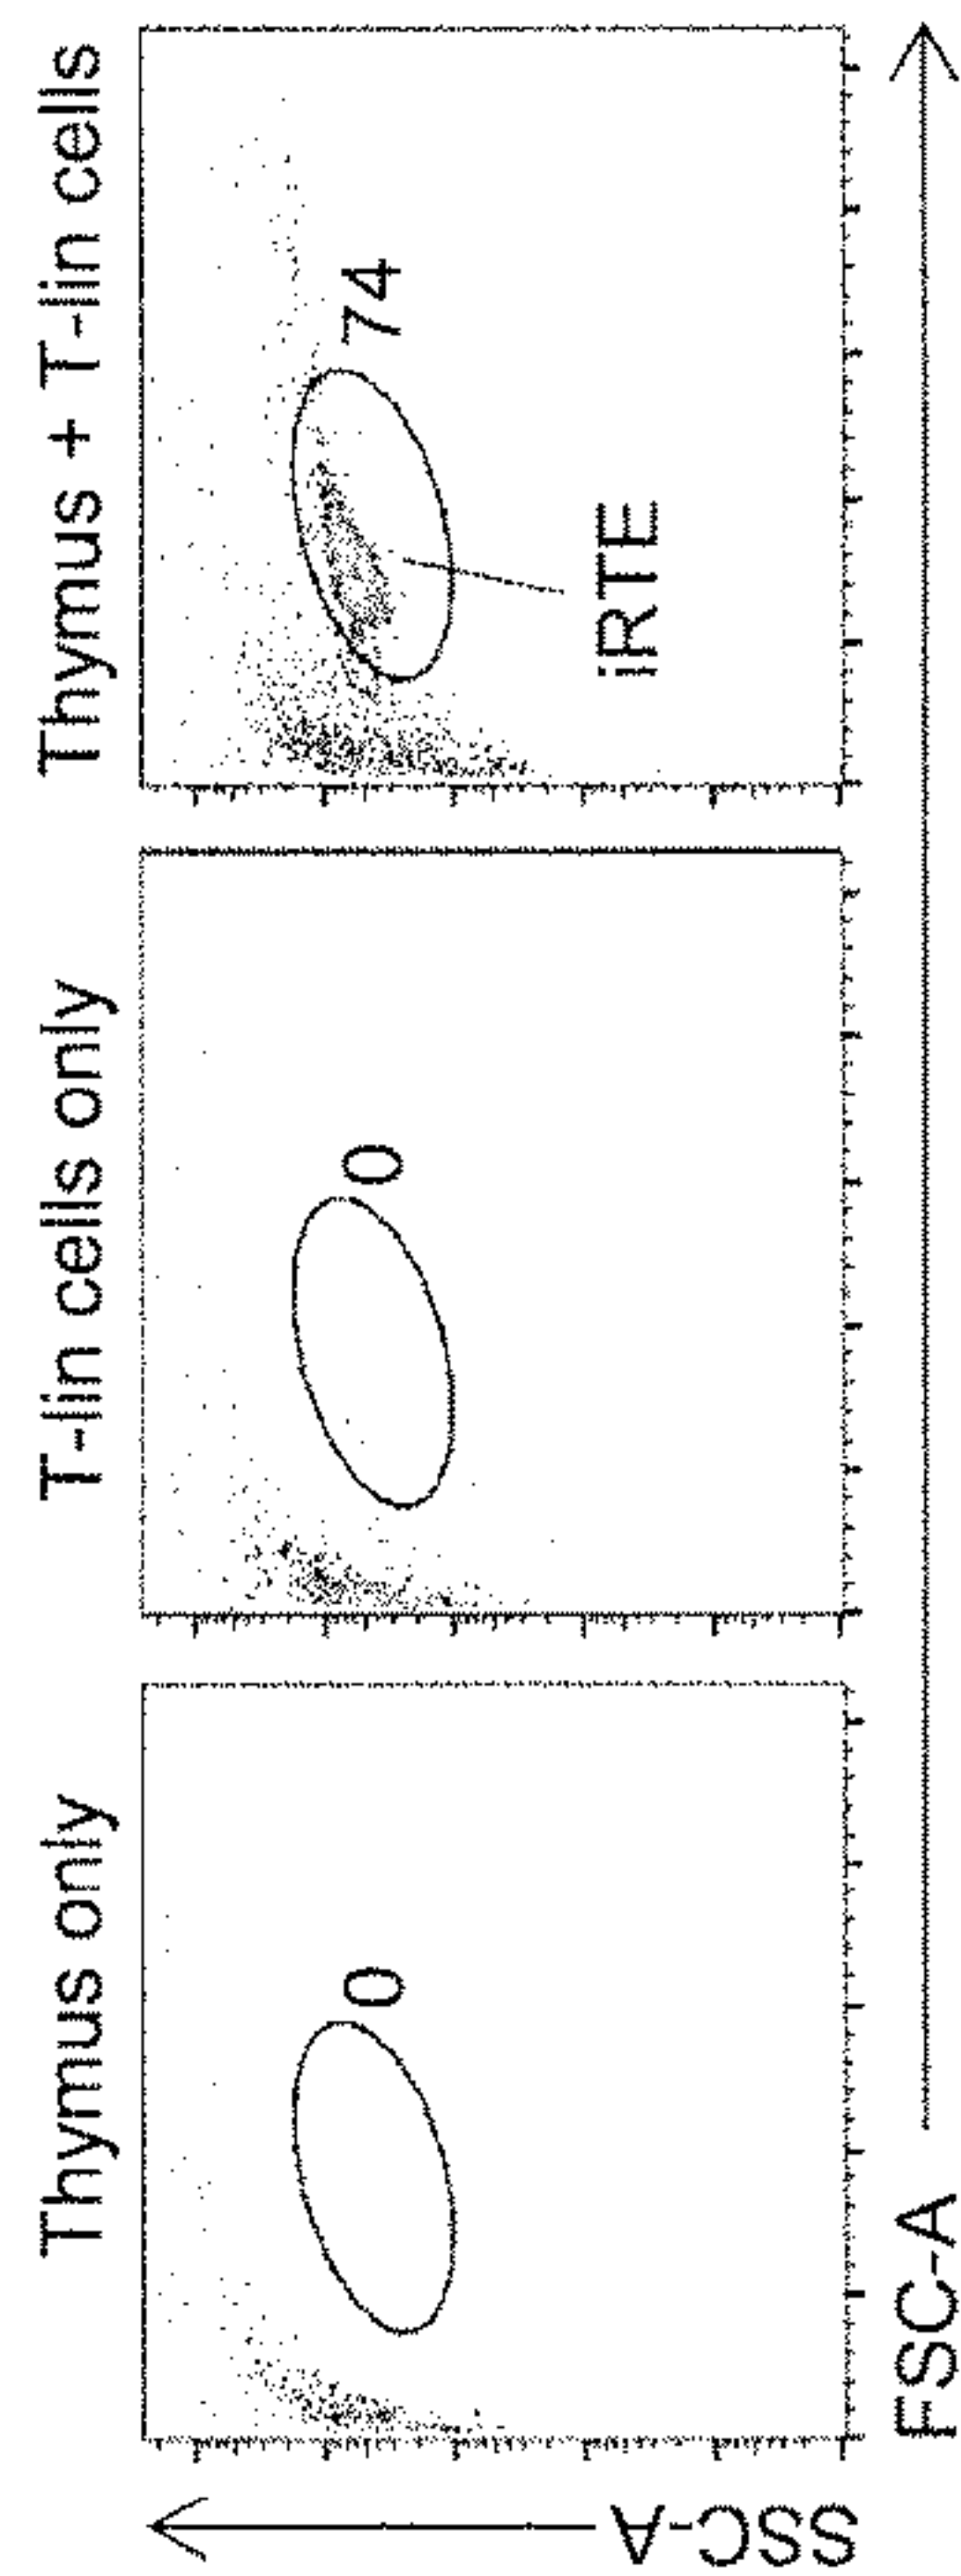 Thymus only
T-lin cells only
Thymus + T-lin cells
0
0
74
iRTE
SSC-A
FSC-A